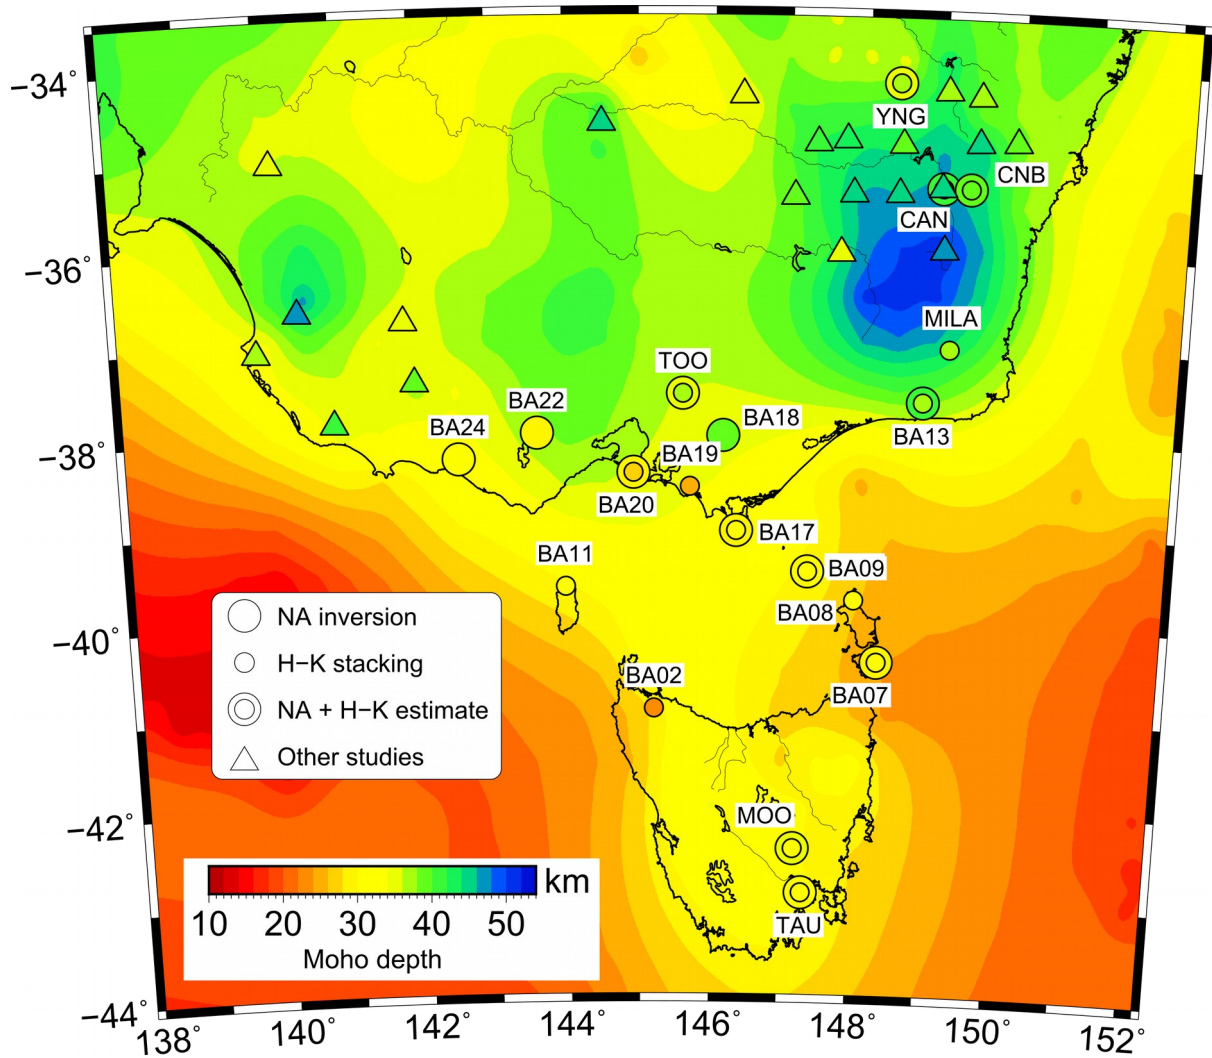 −34°
−36°
−38°
−40°
−42°
−44°
138°
140°
142°
144°
146°
148°
150°
152°
YNG
CNB
CAN
MILA
TOO
BA22
BA18
BA24
BA13
BA19
BA20
BA17
BA11
BA09
BA08
BA02
BA07
MOO
TAU
NA inversion
H−K stacking
NA + H−K estimate
Other studies
km
10 20 30 40 50
Moho depth